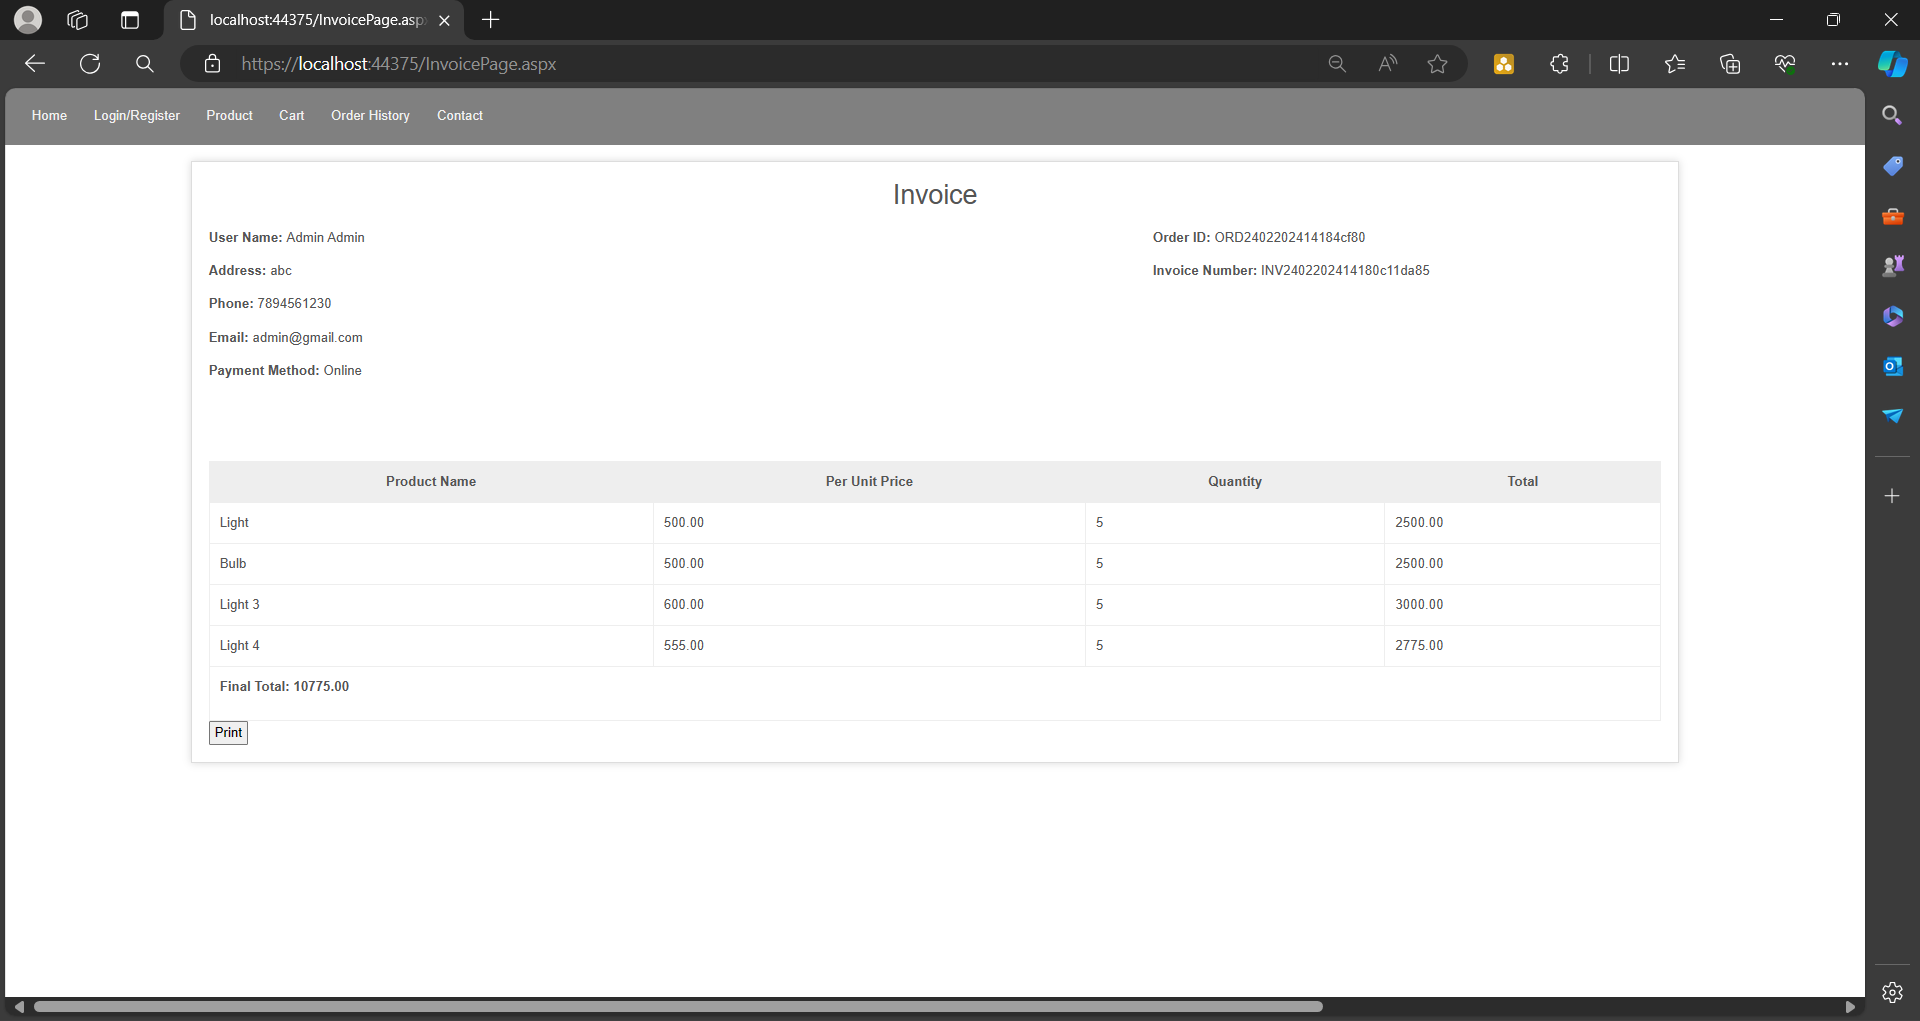 localhost:44375/InvoicePage.asp
https://localhost:44375/InvoicePage.aspx
Home Login/Register Product Cart Order History Contact
Invoice
User Name: Admin Admin
Order ID: ORD2402202414184cf80
Address: abc
Invoice Number: INV2402202414180c11da85
Phone: 7894561230
Email: admin@gmail.com
Payment Method: Online
Product Name Per Unit Price Quantity Total
Light 500.00 5 2500.00
Bulb 500.00 5 2500.00
Light 3 600.00 5 3000.00
Light 4 555.00 5 2775.00
Final Total: 10775.00
Print